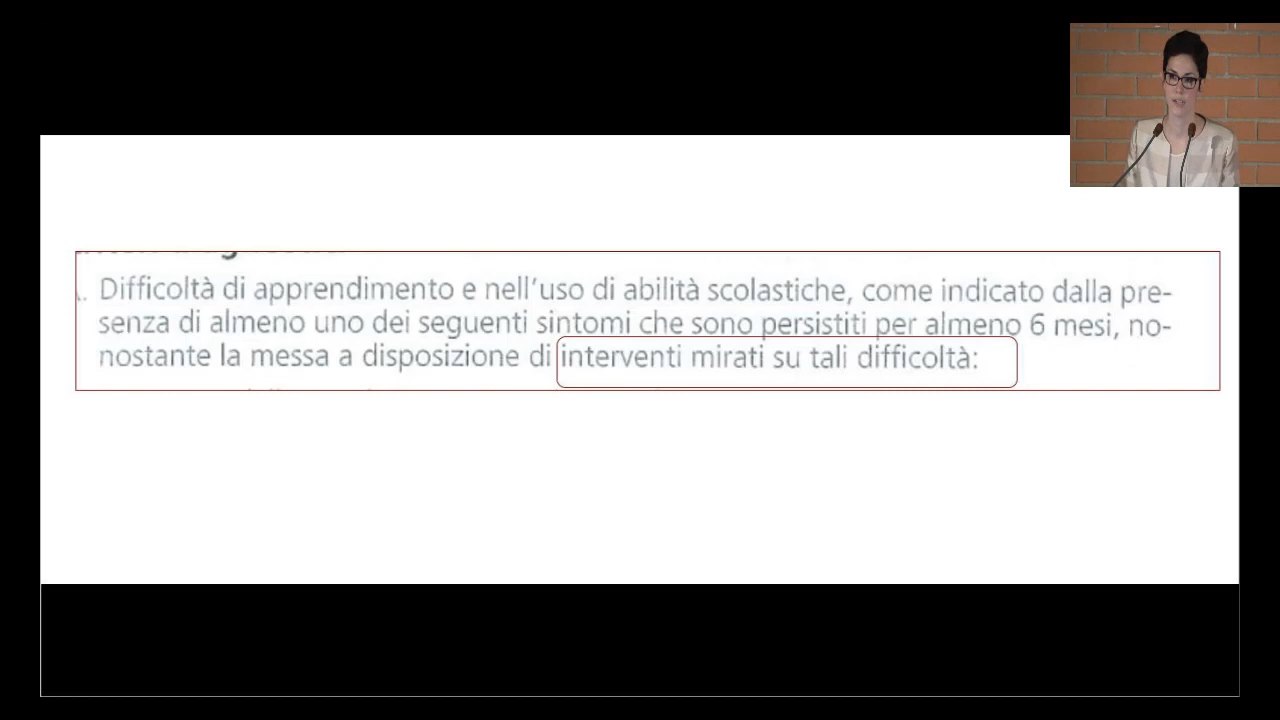 Difficoltà di apprendimento e nell'uso di abilità scolastiche, come indicato dalla pre-
senza di almeno uno dei seguenti sintomi che sono persistiti per almeno 6 mesi, no-
nostante la messa a disposizione di interventi mirati su tali difficoltà: